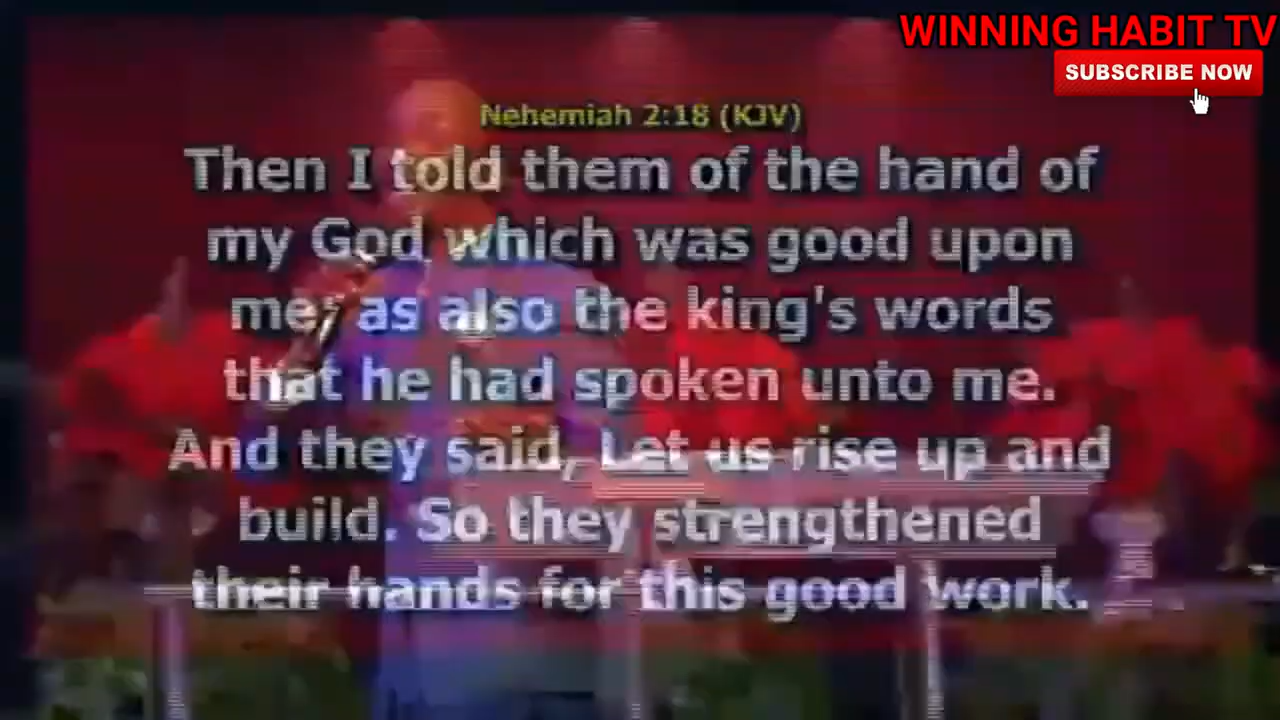 WINNING HABIT TV
SUBSCRIBE NOW
Nehemiah 2:18 (KJV)
Then I told them of the hand of
my God which was good upon
me; as also the king's words
that he had spoken unto me.
And they said, Let us rise up and
build. So they strengthened
their hands for this good work.